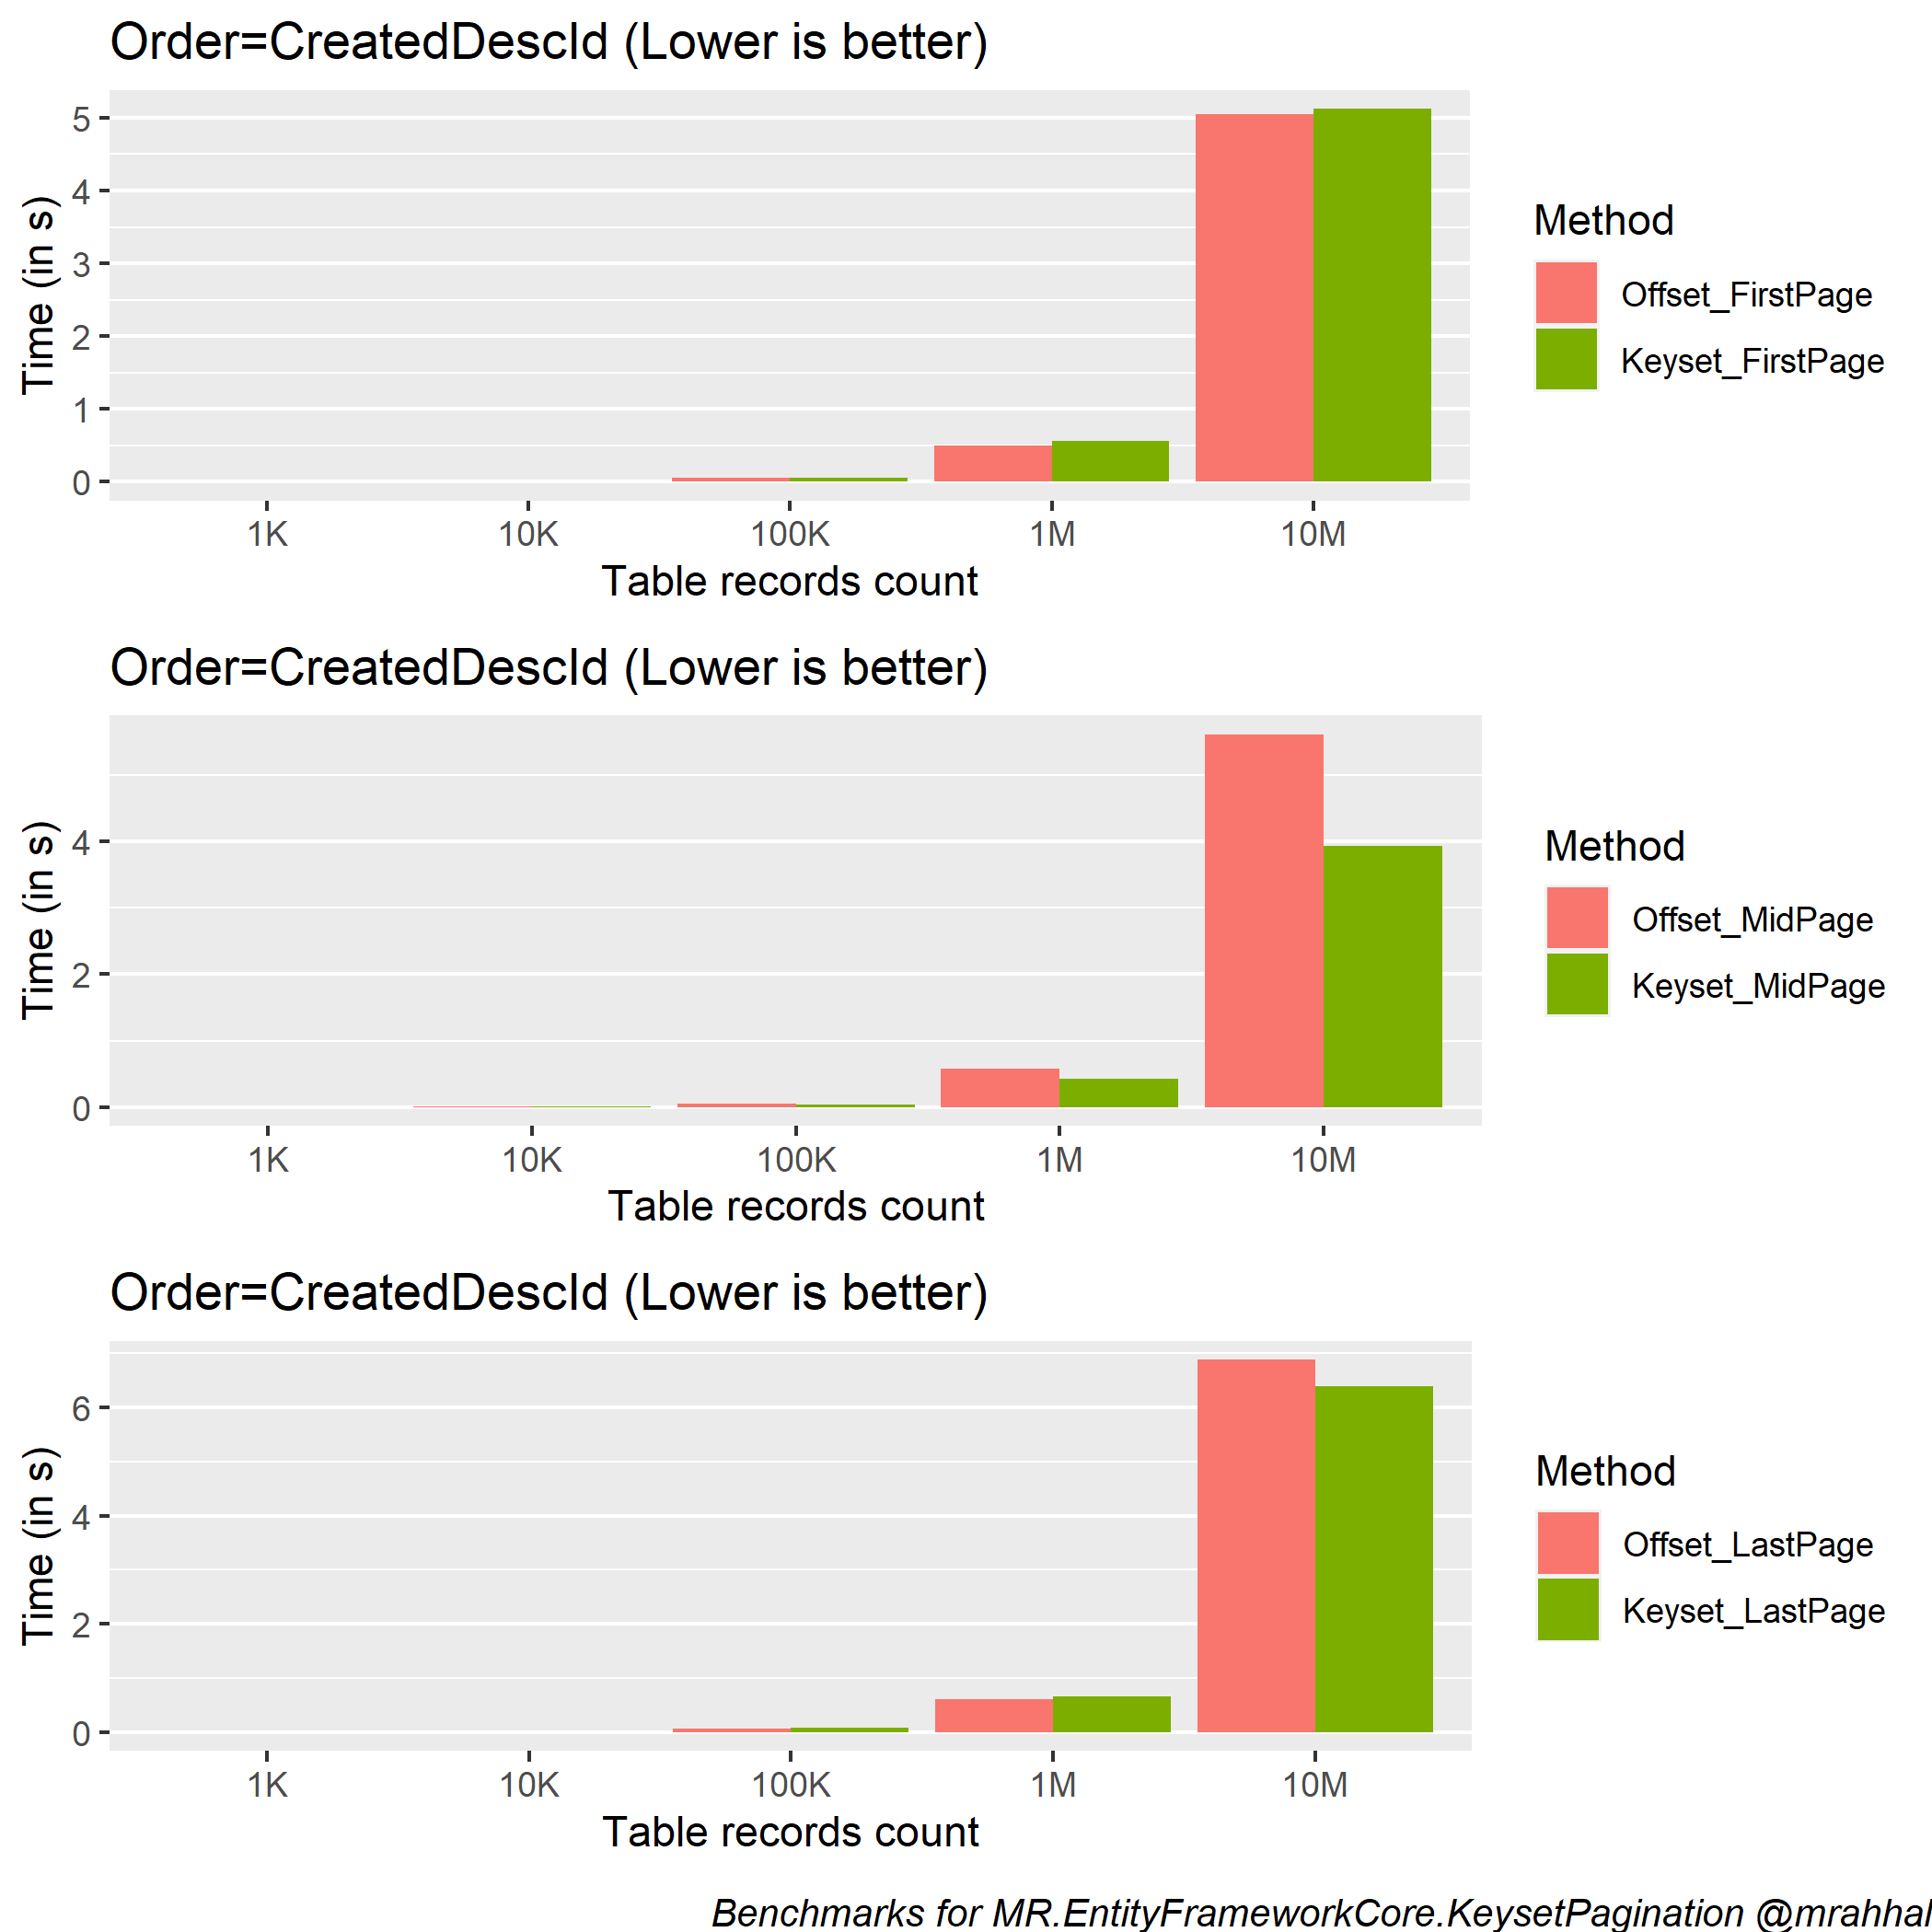 Order=CreatedDescId (Lower is better)
5
4
3
2
1
0
Time (in s)
1K 10K 100K 1M 10M
Table records count
Method
Offset_FirstPage
Keyset_FirstPage
Order=CreatedDescId (Lower is better)
4
2
0
Time (in s)
1K 10K 100K 1M 10M
Table records count
Method
Offset_MidPage
Keyset_MidPage
Order=CreatedDescId (Lower is better)
6
4
2
0
Time (in s)
1K 10K 100K 1M 10M
Table records count
Method
Offset_LastPage
Keyset_LastPage
Benchmarks for MR.EntityFrameworkCore.KeysetPagination @mrahhal